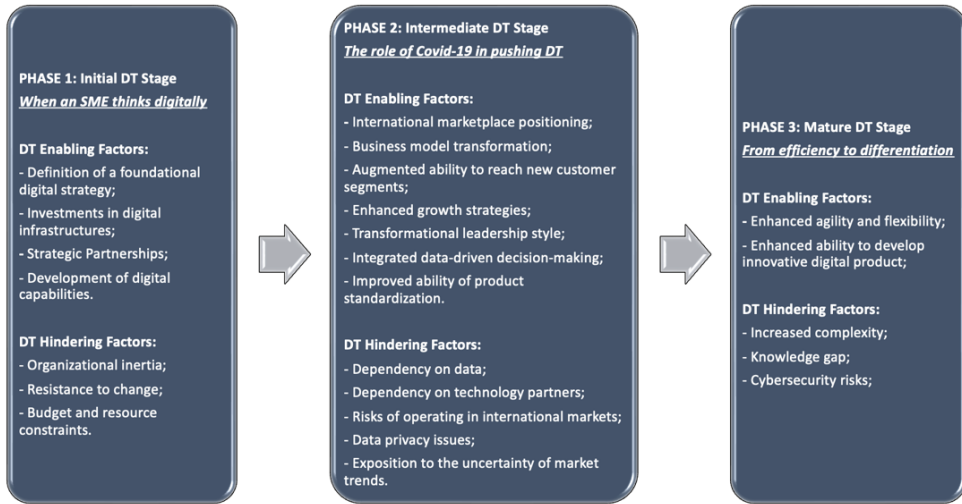 PHASE 1: Initial DT Stage
When an SME thinks digitally
DT Enabling Factors:
- Definition of a foundational
digital strategy;
- Investments in digital
infrastructures;
- Strategic Partnerships;
- Development of digital
capabilities.
DT Hindering Factors:
- Organizational inertia;
- Resistance to change;
- Budget and resource
constraints.
PHASE 2: Intermediate DT Stage
The role of Covid-19 in pushing DT
DT Enabling Factors:
- International marketplace positioning;
- Business model transformation;
- Augmented ability to reach new customer
segments;
- Enhanced growth strategies;
- Transformational leadership style;
- Integrated data-driven decision-making;
- Improved ability of product
standardization.
DT Hindering Factors:
- Dependency on data;
- Dependency on technology partners;
- Risks of operating in international markets;
- Data privacy issues;
- Exposition to the uncertainty of market
trends.
PHASE 3: Mature DT Stage
From efficiency to differentiation
DT Enabling Factors:
- Enhanced agility and flexibility;
- Enhanced ability to develop
innovative digital product;
DT Hindering Factors:
- Increased complexity;
- Knowledge gap;
- Cybersecurity risks;